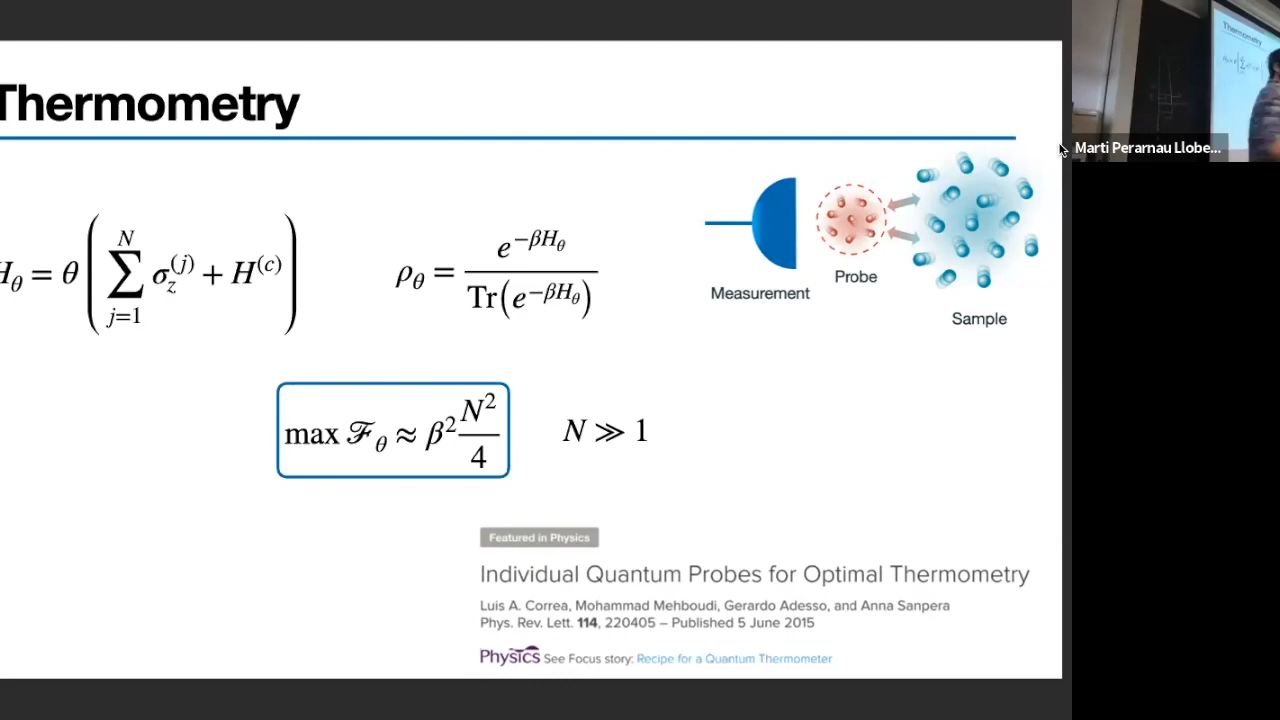 Thermometry
H_θ = θ ( ∑_{j=1}^{N} σ_z^{(j)} + H^{(c)} )
ρ_θ = e^{−βH_θ} / Tr(e^{−βH_θ})
Measurement
Probe
Sample
max ℱ_θ ≈ β² N²/4
N ≫ 1
Featured in Physics
Individual Quantum Probes for Optimal Thermometry
Luis A. Correa, Mohammad Mehboudi, Gerardo Adesso, and Anna Sanpera
Phys. Rev. Lett. 114, 220405 – Published 5 June 2015
Physics See Focus story: Recipe for a Quantum Thermometer
Thermometry
Marti Perarnau Llobe...